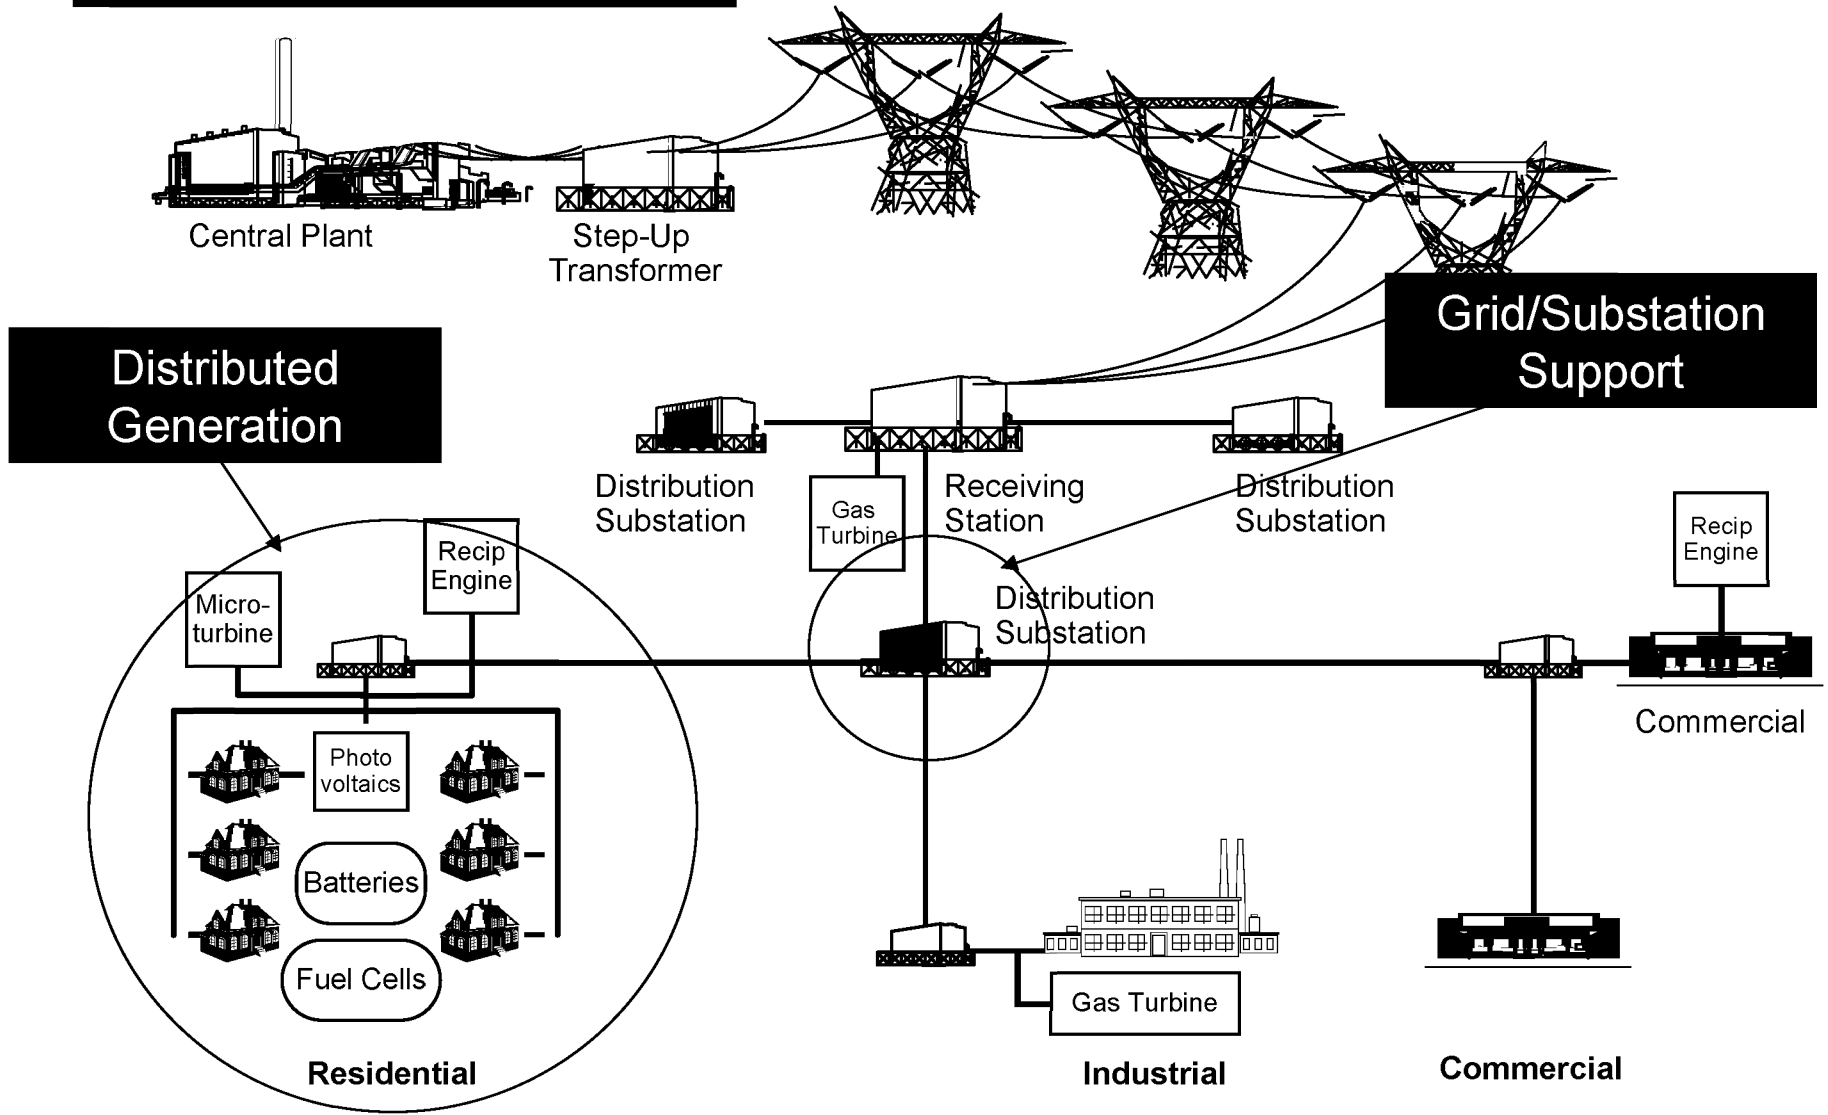 Central Plant
Step-Up
Transformer
Grid/Substation
Support
Distributed
Generation
Distribution
Substation
Gas
Turbine
Receiving
Station
Distribution
Substation
Recip
Engine
Recip
Engine
Micro-
turbine
Distribution
Substation
Commercial
Photo
voltaics
Batteries
Fuel Cells
Gas Turbine
Residential
Industrial
Commercial